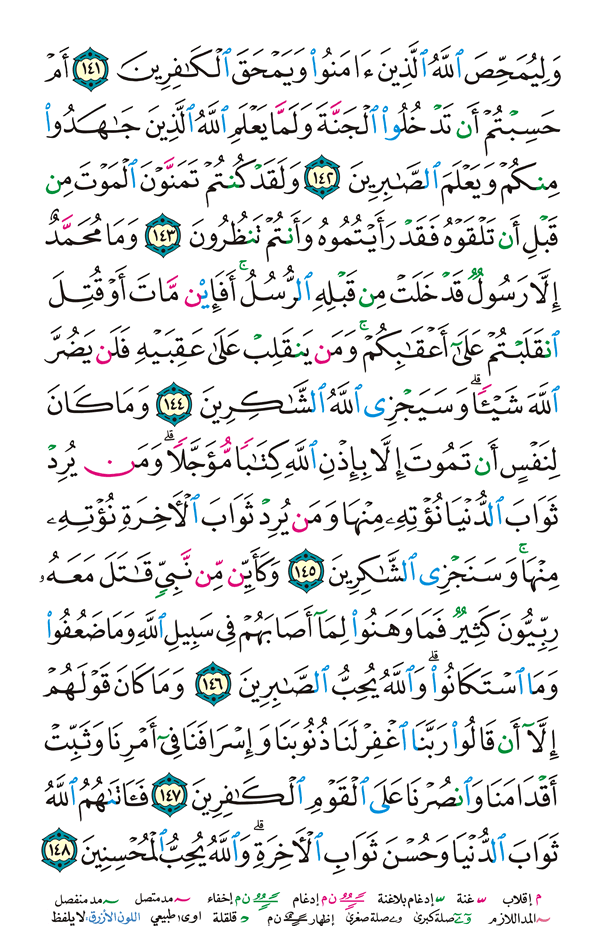 وَلِيُمَحِّصَ ٱللَّهُ ٱلَّذِينَ ءَامَنُوا۟ وَيَمْحَقَ ٱلْكَـٰفِرِينَ ١٤١ أَمْ
حَسِبْتُمْ أَن تَدْخُلُوا۟ ٱلْجَنَّةَ وَلَمَّا يَعْلَمِ ٱللَّهُ ٱلَّذِينَ جَـٰهَدُوا۟
مِنكُمْ وَيَعْلَمَ ٱلصَّـٰبِرِينَ ١٤٢ وَلَقَدْ كُنتُمْ تَمَنَّوْنَ ٱلْمَوْتَ مِن
قَبْلِ أَن تَلْقَوْهُ فَقَدْ رَأَيْتُمُوهُ وَأَنتُمْ تَنظُرُونَ ١٤٣ وَمَا مُحَمَّدٌ
إِلَّا رَسُولٌ قَدْ خَلَتْ مِن قَبْلِهِ ٱلرُّسُلُ ۚ أَفَإِي۟ن مَّاتَ أَوْ قُتِلَ
ٱنقَلَبْتُمْ عَلَىٰٓ أَعْقَـٰبِكُمْ ۚ وَمَن يَنقَلِبْ عَلَىٰ عَقِبَيْهِ فَلَن يَضُرَّ
ٱللَّهَ شَيْـًٔا ۗ وَسَيَجْزِى ٱللَّهُ ٱلشَّـٰكِرِينَ ١٤٤ وَمَا كَانَ
لِنَفْسٍ أَن تَمُوتَ إِلَّا بِإِذْنِ ٱللَّهِ كِتَـٰبًا مُّؤَجَّلًا ۗ وَمَن يُرِدْ
ثَوَابَ ٱلدُّنْيَا نُؤْتِهِۦ مِنْهَا وَمَن يُرِدْ ثَوَابَ ٱلْـَٔاخِرَةِ نُؤْتِهِۦ
مِنْهَا ۚ وَسَنَجْزِى ٱلشَّـٰكِرِينَ ١٤٥ وَكَأَيِّن مِّن نَّبِىٍّ قَـٰتَلَ مَعَهُۥ
رِبِّيُّونَ كَثِيرٌ فَمَا وَهَنُوا۟ لِمَآ أَصَابَهُمْ فِى سَبِيلِ ٱللَّهِ وَمَا ضَعُفُوا۟
وَمَا ٱسْتَكَانُوا۟ ۗ وَٱللَّهُ يُحِبُّ ٱلصَّـٰبِرِينَ ١٤٦ وَمَا كَانَ قَوْلَهُمْ
إِلَّآ أَن قَالُوا۟ رَبَّنَا ٱغْفِرْ لَنَا ذُنُوبَنَا وَإِسْرَافَنَا فِىٓ أَمْرِنَا وَثَبِّتْ
أَقْدَامَنَا وَٱنصُرْنَا عَلَى ٱلْقَوْمِ ٱلْكَـٰفِرِينَ ١٤٧ فَـَٔاتَىٰهُمُ ٱللَّهُ
ثَوَابَ ٱلدُّنْيَا وَحُسْنَ ثَوَابِ ٱلْـَٔاخِرَةِ ۗ وَٱللَّهُ يُحِبُّ ٱلْمُحْسِنِينَ ١٤٨
م إقلاب غنة إدغام بلاغنة ن م إدغام ن م إخفاء مد متصل مد منفصل
المد اللازم صلة كبرى صلة صغرى إظهار ن م قلقلة اوى: طبيعي اللون الأزرق: لا يلفظ